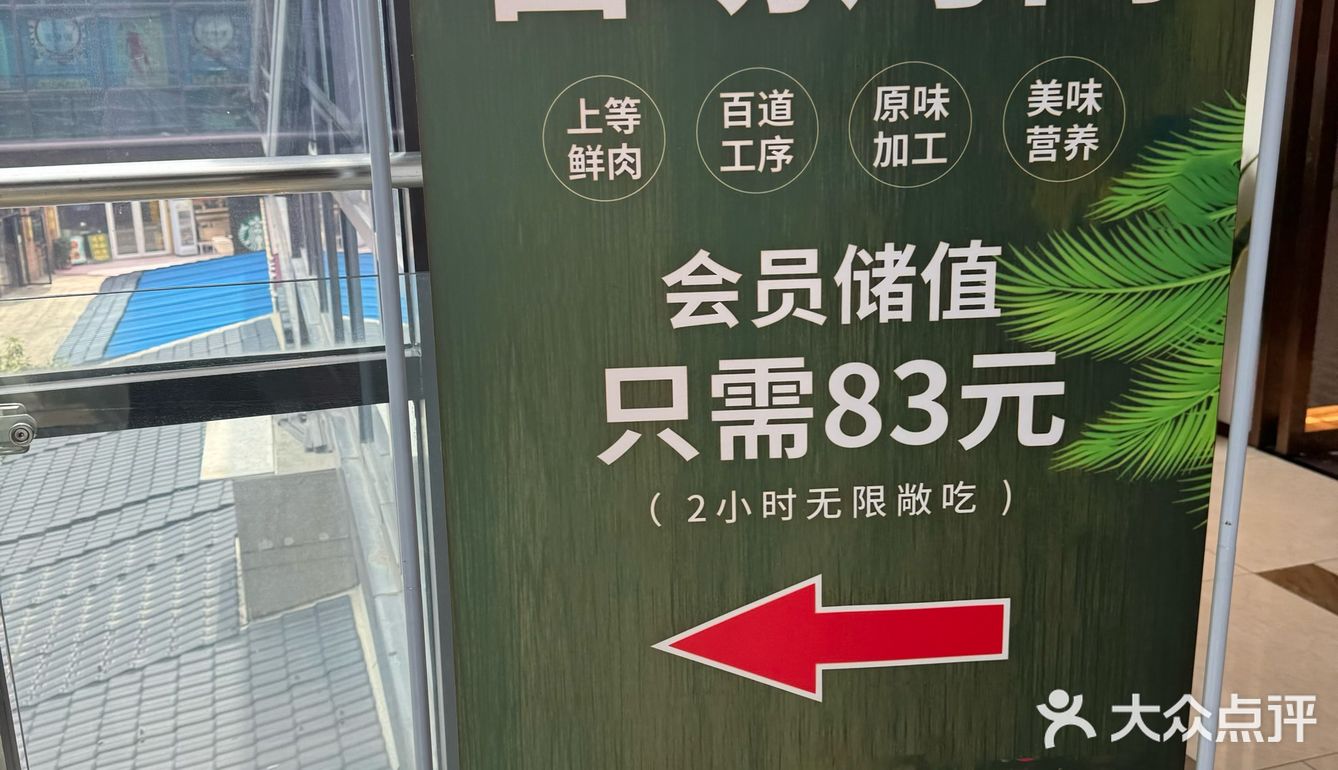 上等
鲜肉
百道
工序
原味
加工
美味
营养
会员储值
只需83元
（2小时无限敞吃）
大众点评